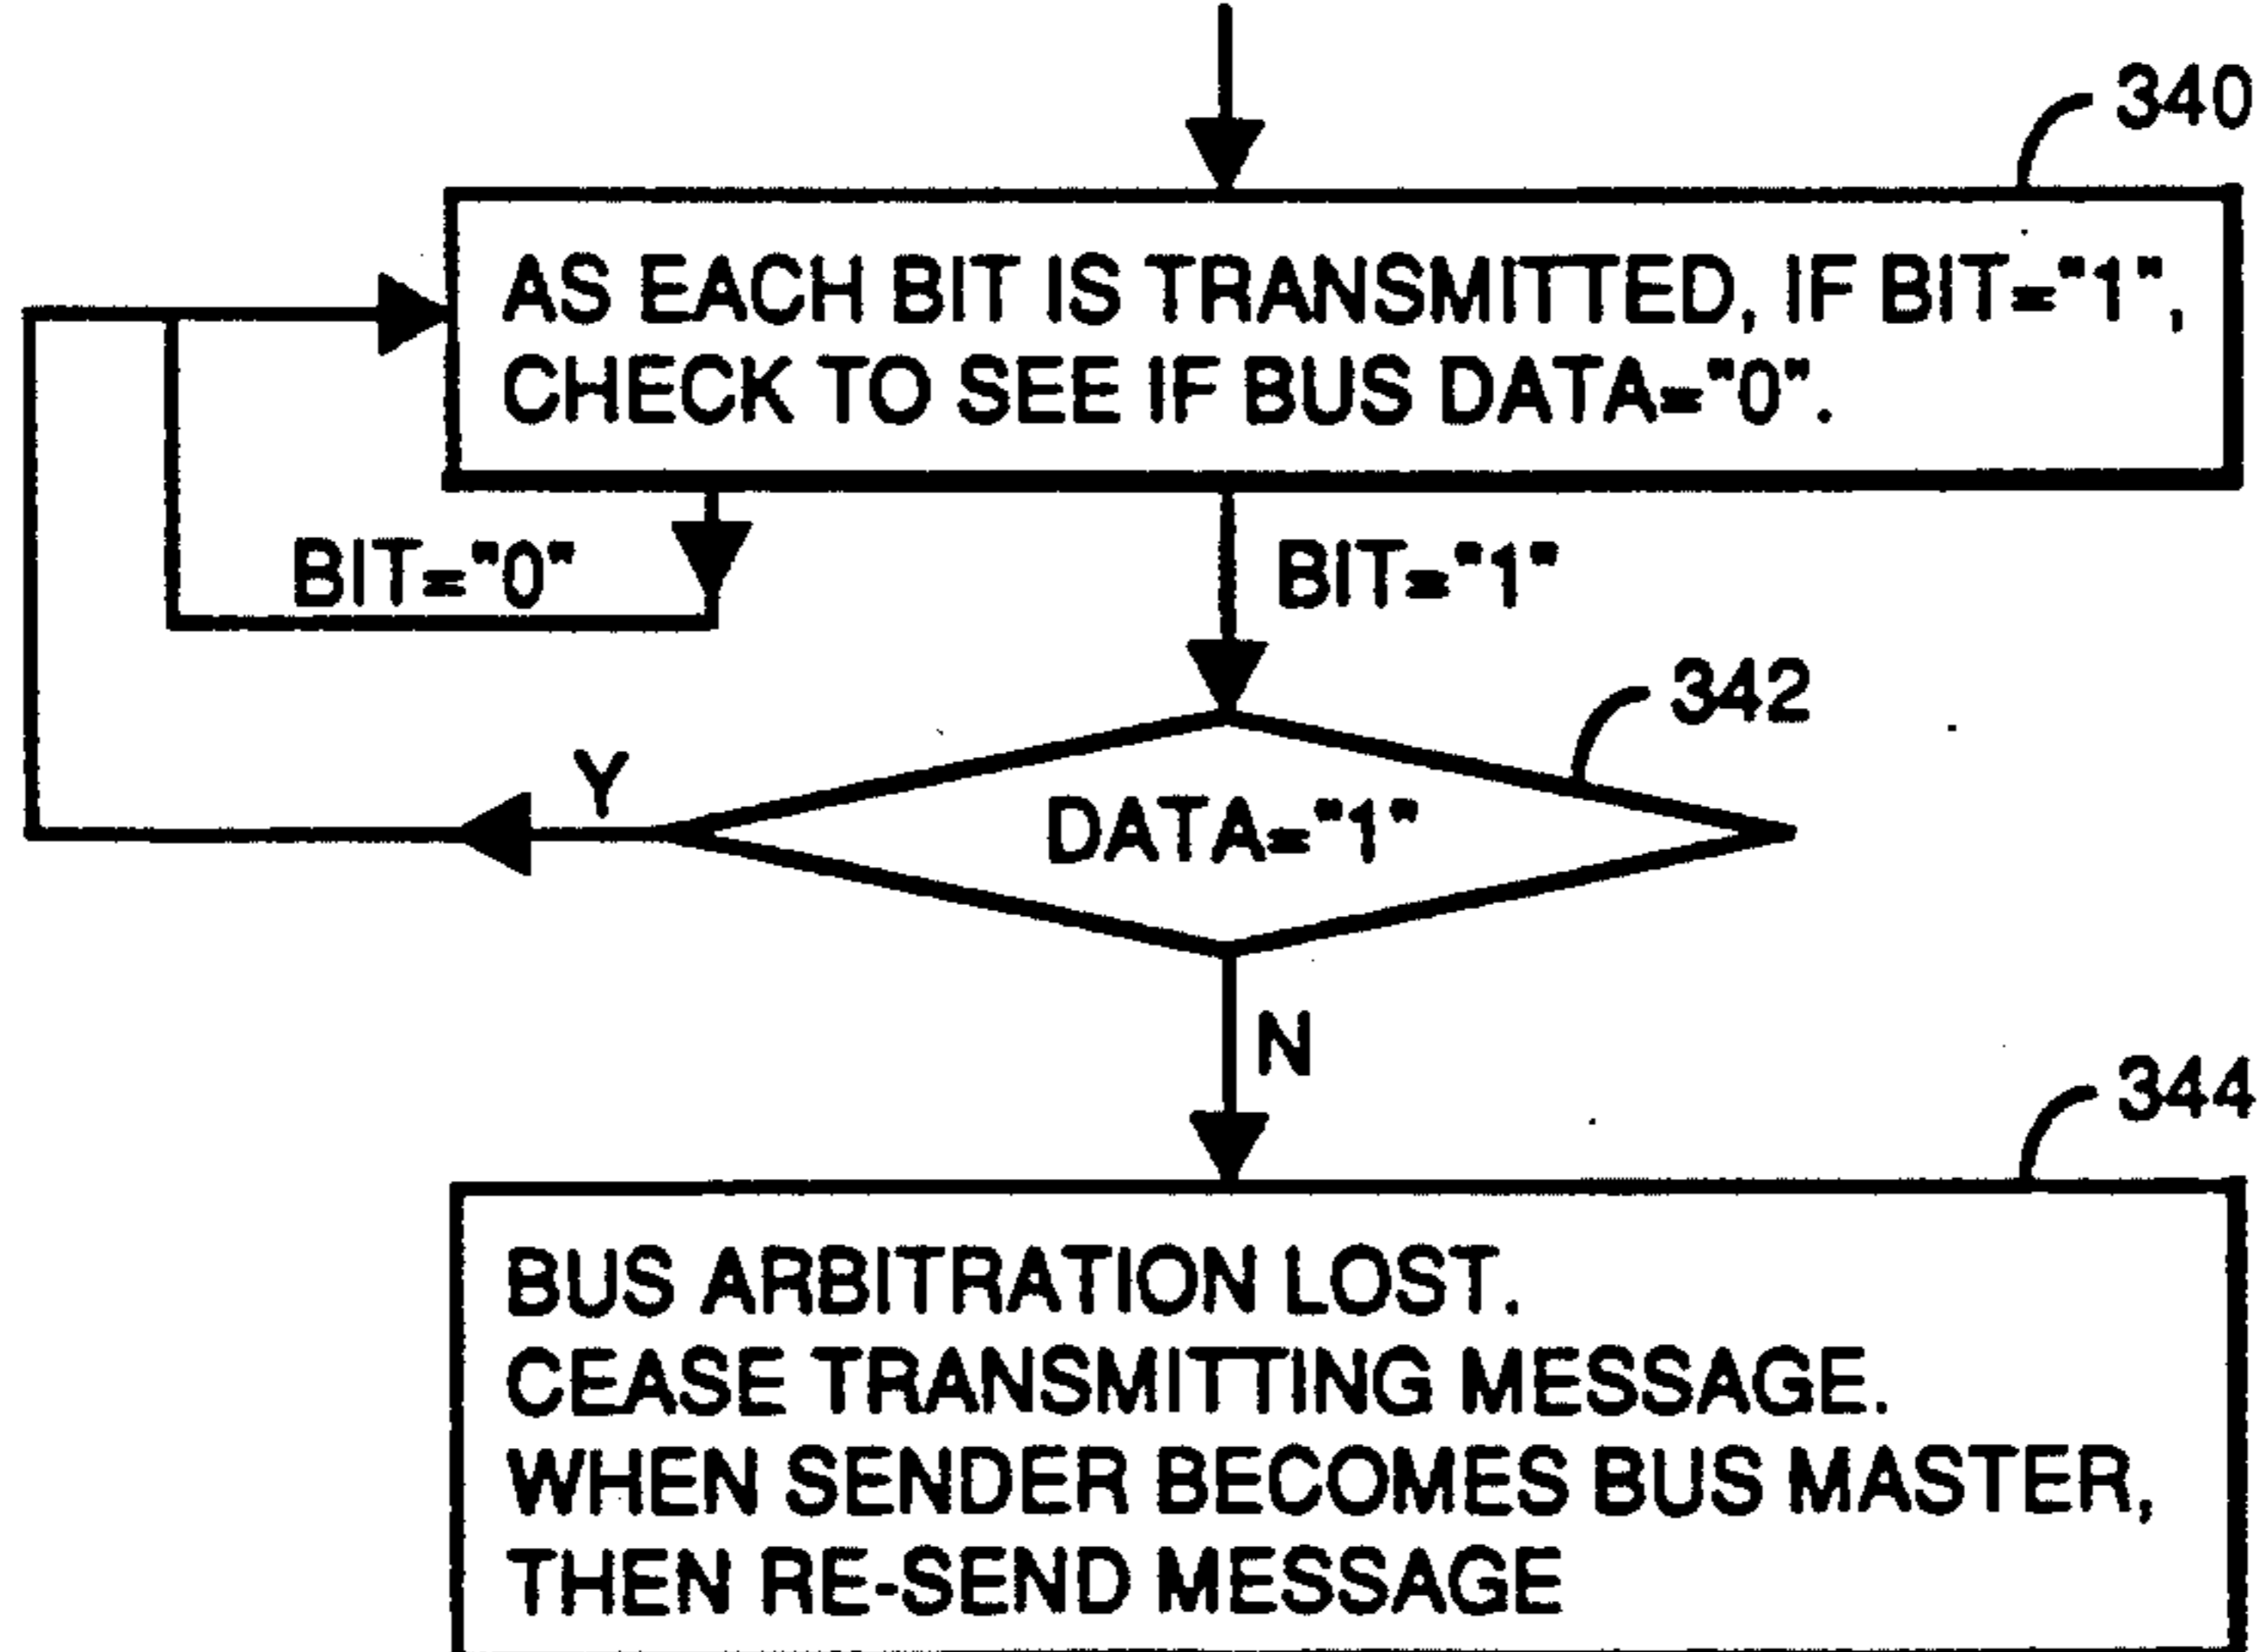 340
AS EACH BIT IS TRANSMITTED, IF BIT="1",
CHECK TO SEE IF BUS DATA="0".
BIT="0"
BIT="1"
342
Y
DATA="1"
N
344
BUS ARBITRATION LOST.
CEASE TRANSMITTING MESSAGE.
WHEN SENDER BECOMES BUS MASTER,
THEN RE-SEND MESSAGE